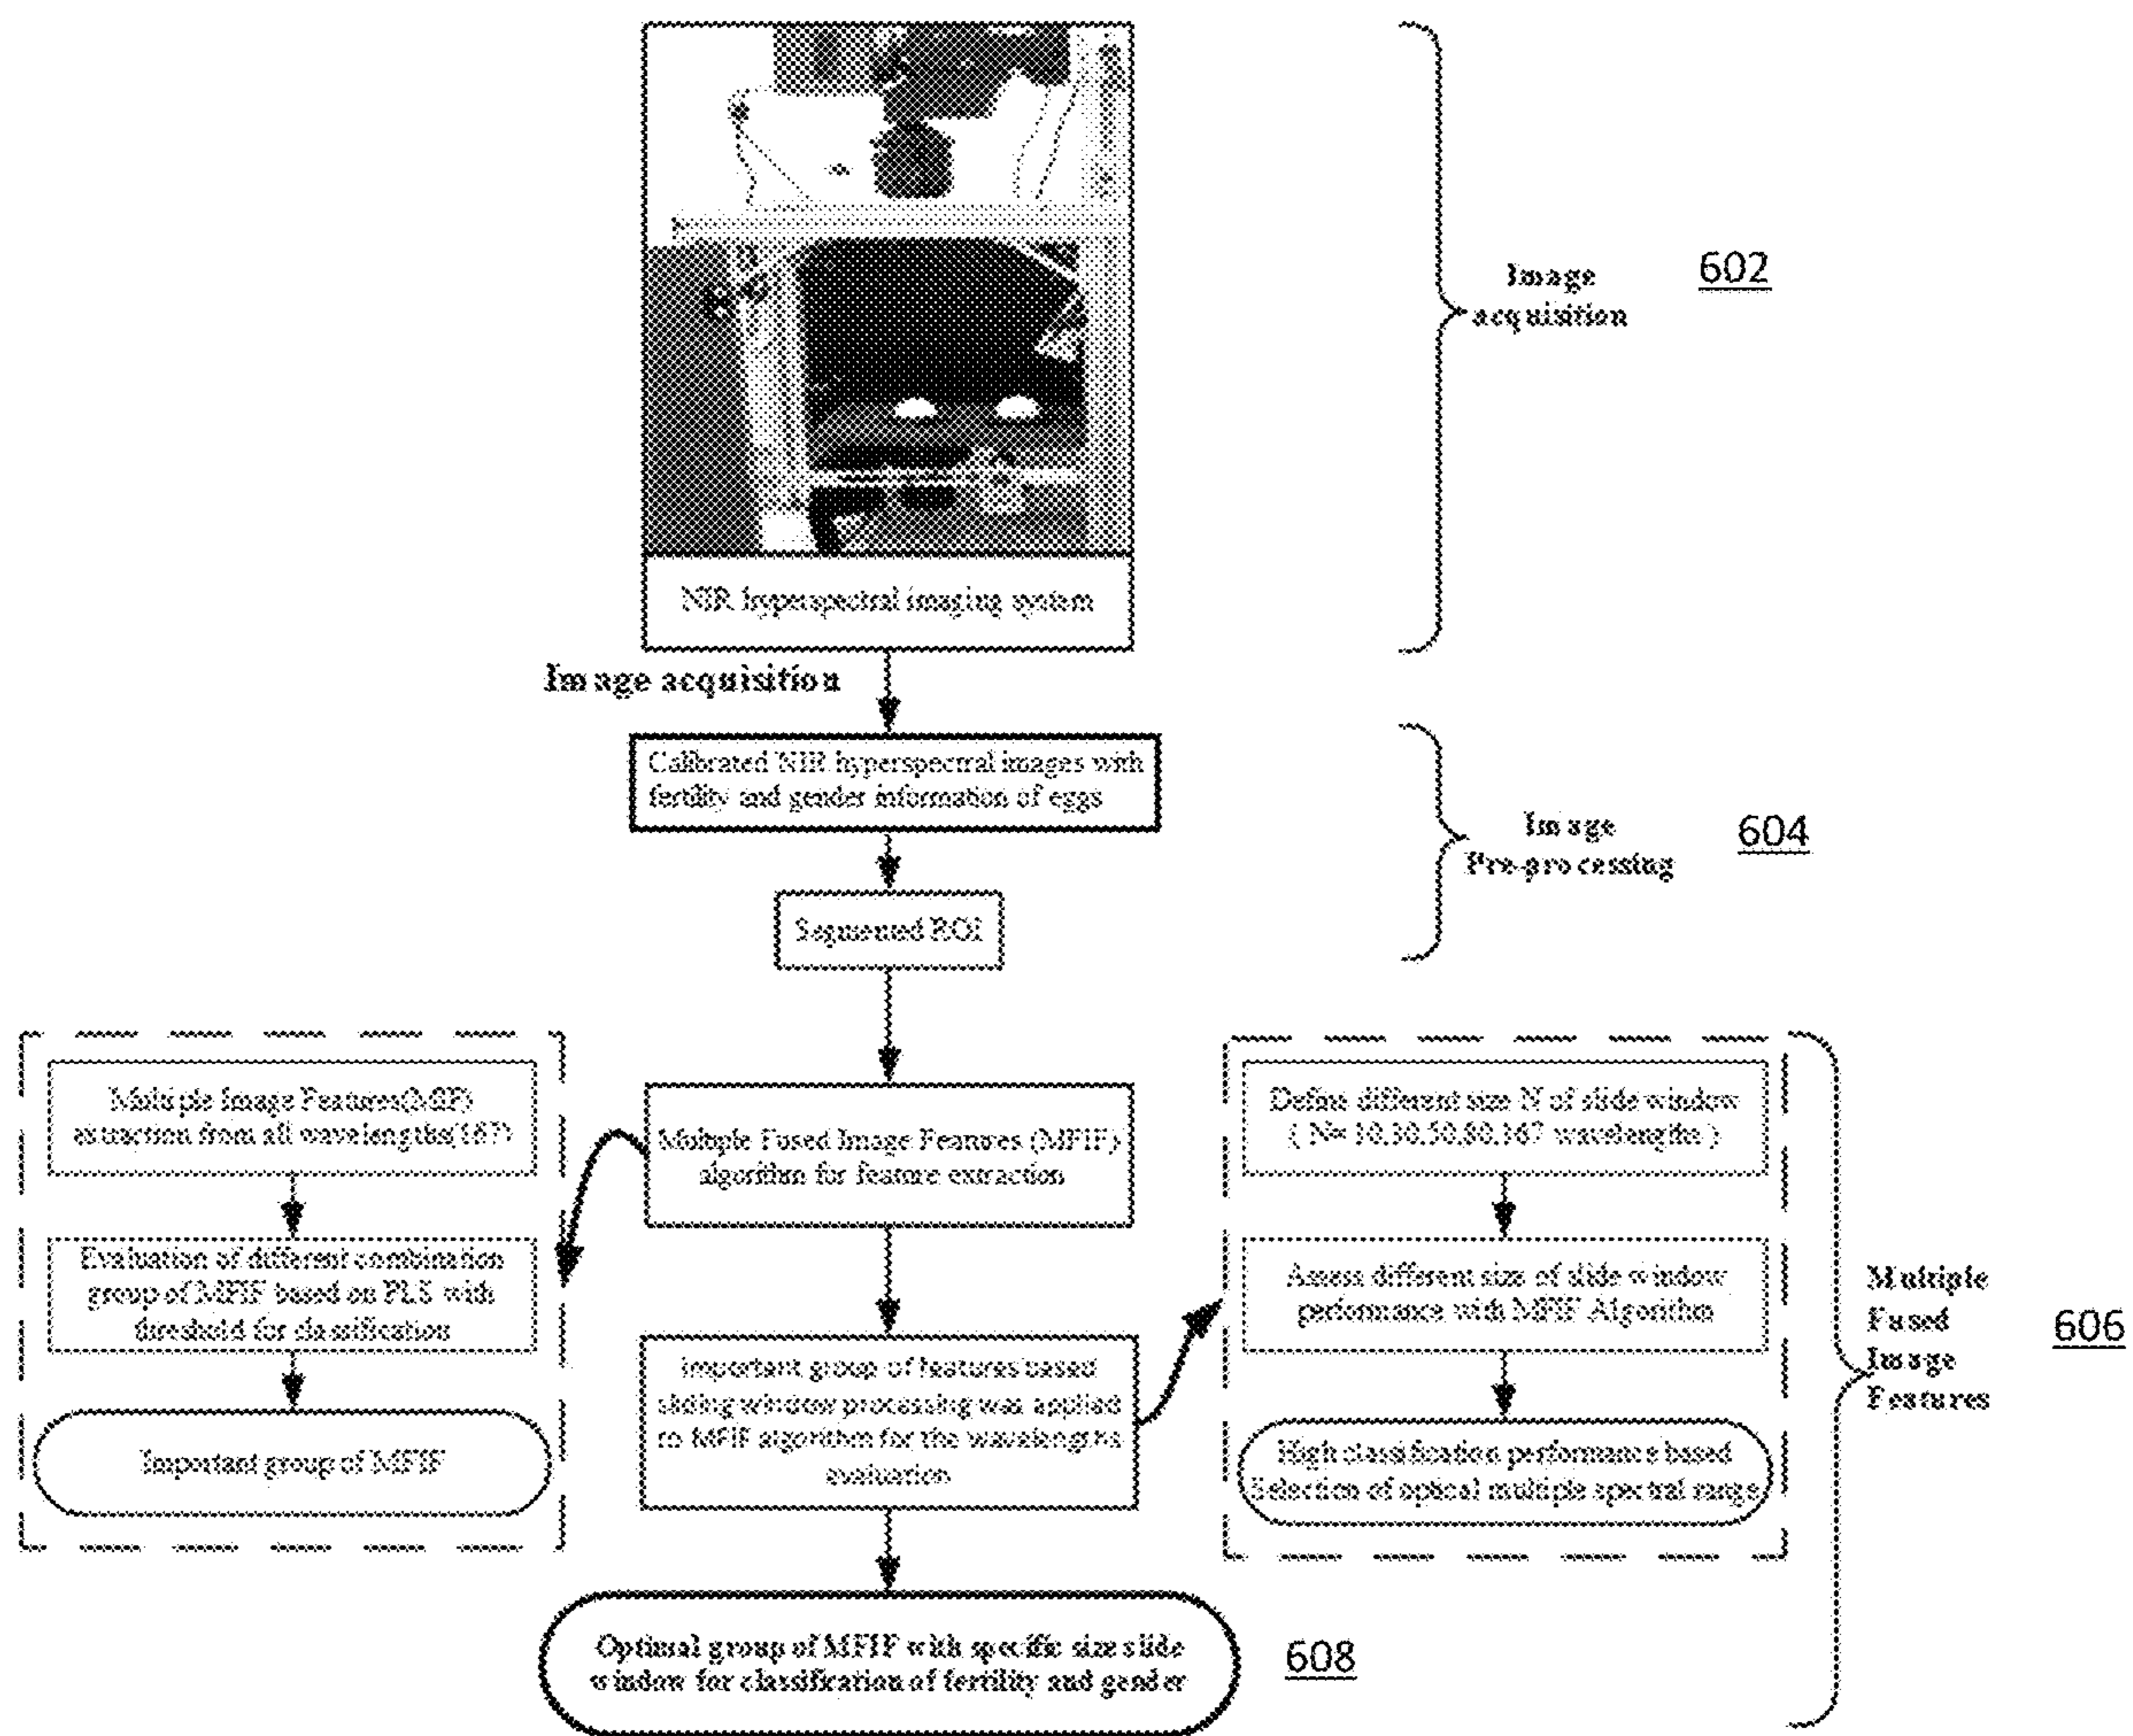 Image
acquisition
602
NIR hyperspectral imaging system
Image acquisition
Calibrated NIR hyperspectral images with
fertility and gender information of eggs
Image
Pre-processing
604
Segmented ROI
Multiple Image Features(MIF)
extraction from all wavelengths(167)
Evaluation of different combination
group of MFIF based on PLS with
threshold for classification
Important group of MFIF
Multiple Fused Image Features (MFIF)
algorithm for feature extraction
important group of features based
sliding window processing was applied
to MFIF algorithm for the wavelengths
evaluation
Define different size N of slide window
( N= 10,30,50,80,167 wavelengths )
Assess different size of slide window
performance with MFIF Algorithm
High classification performance based
Selection of optical multiple spectral range
Multiple
Fused
Image
Features
606
Optimal group of MFIF with specific size slide
window for classification of fertility and gender
608